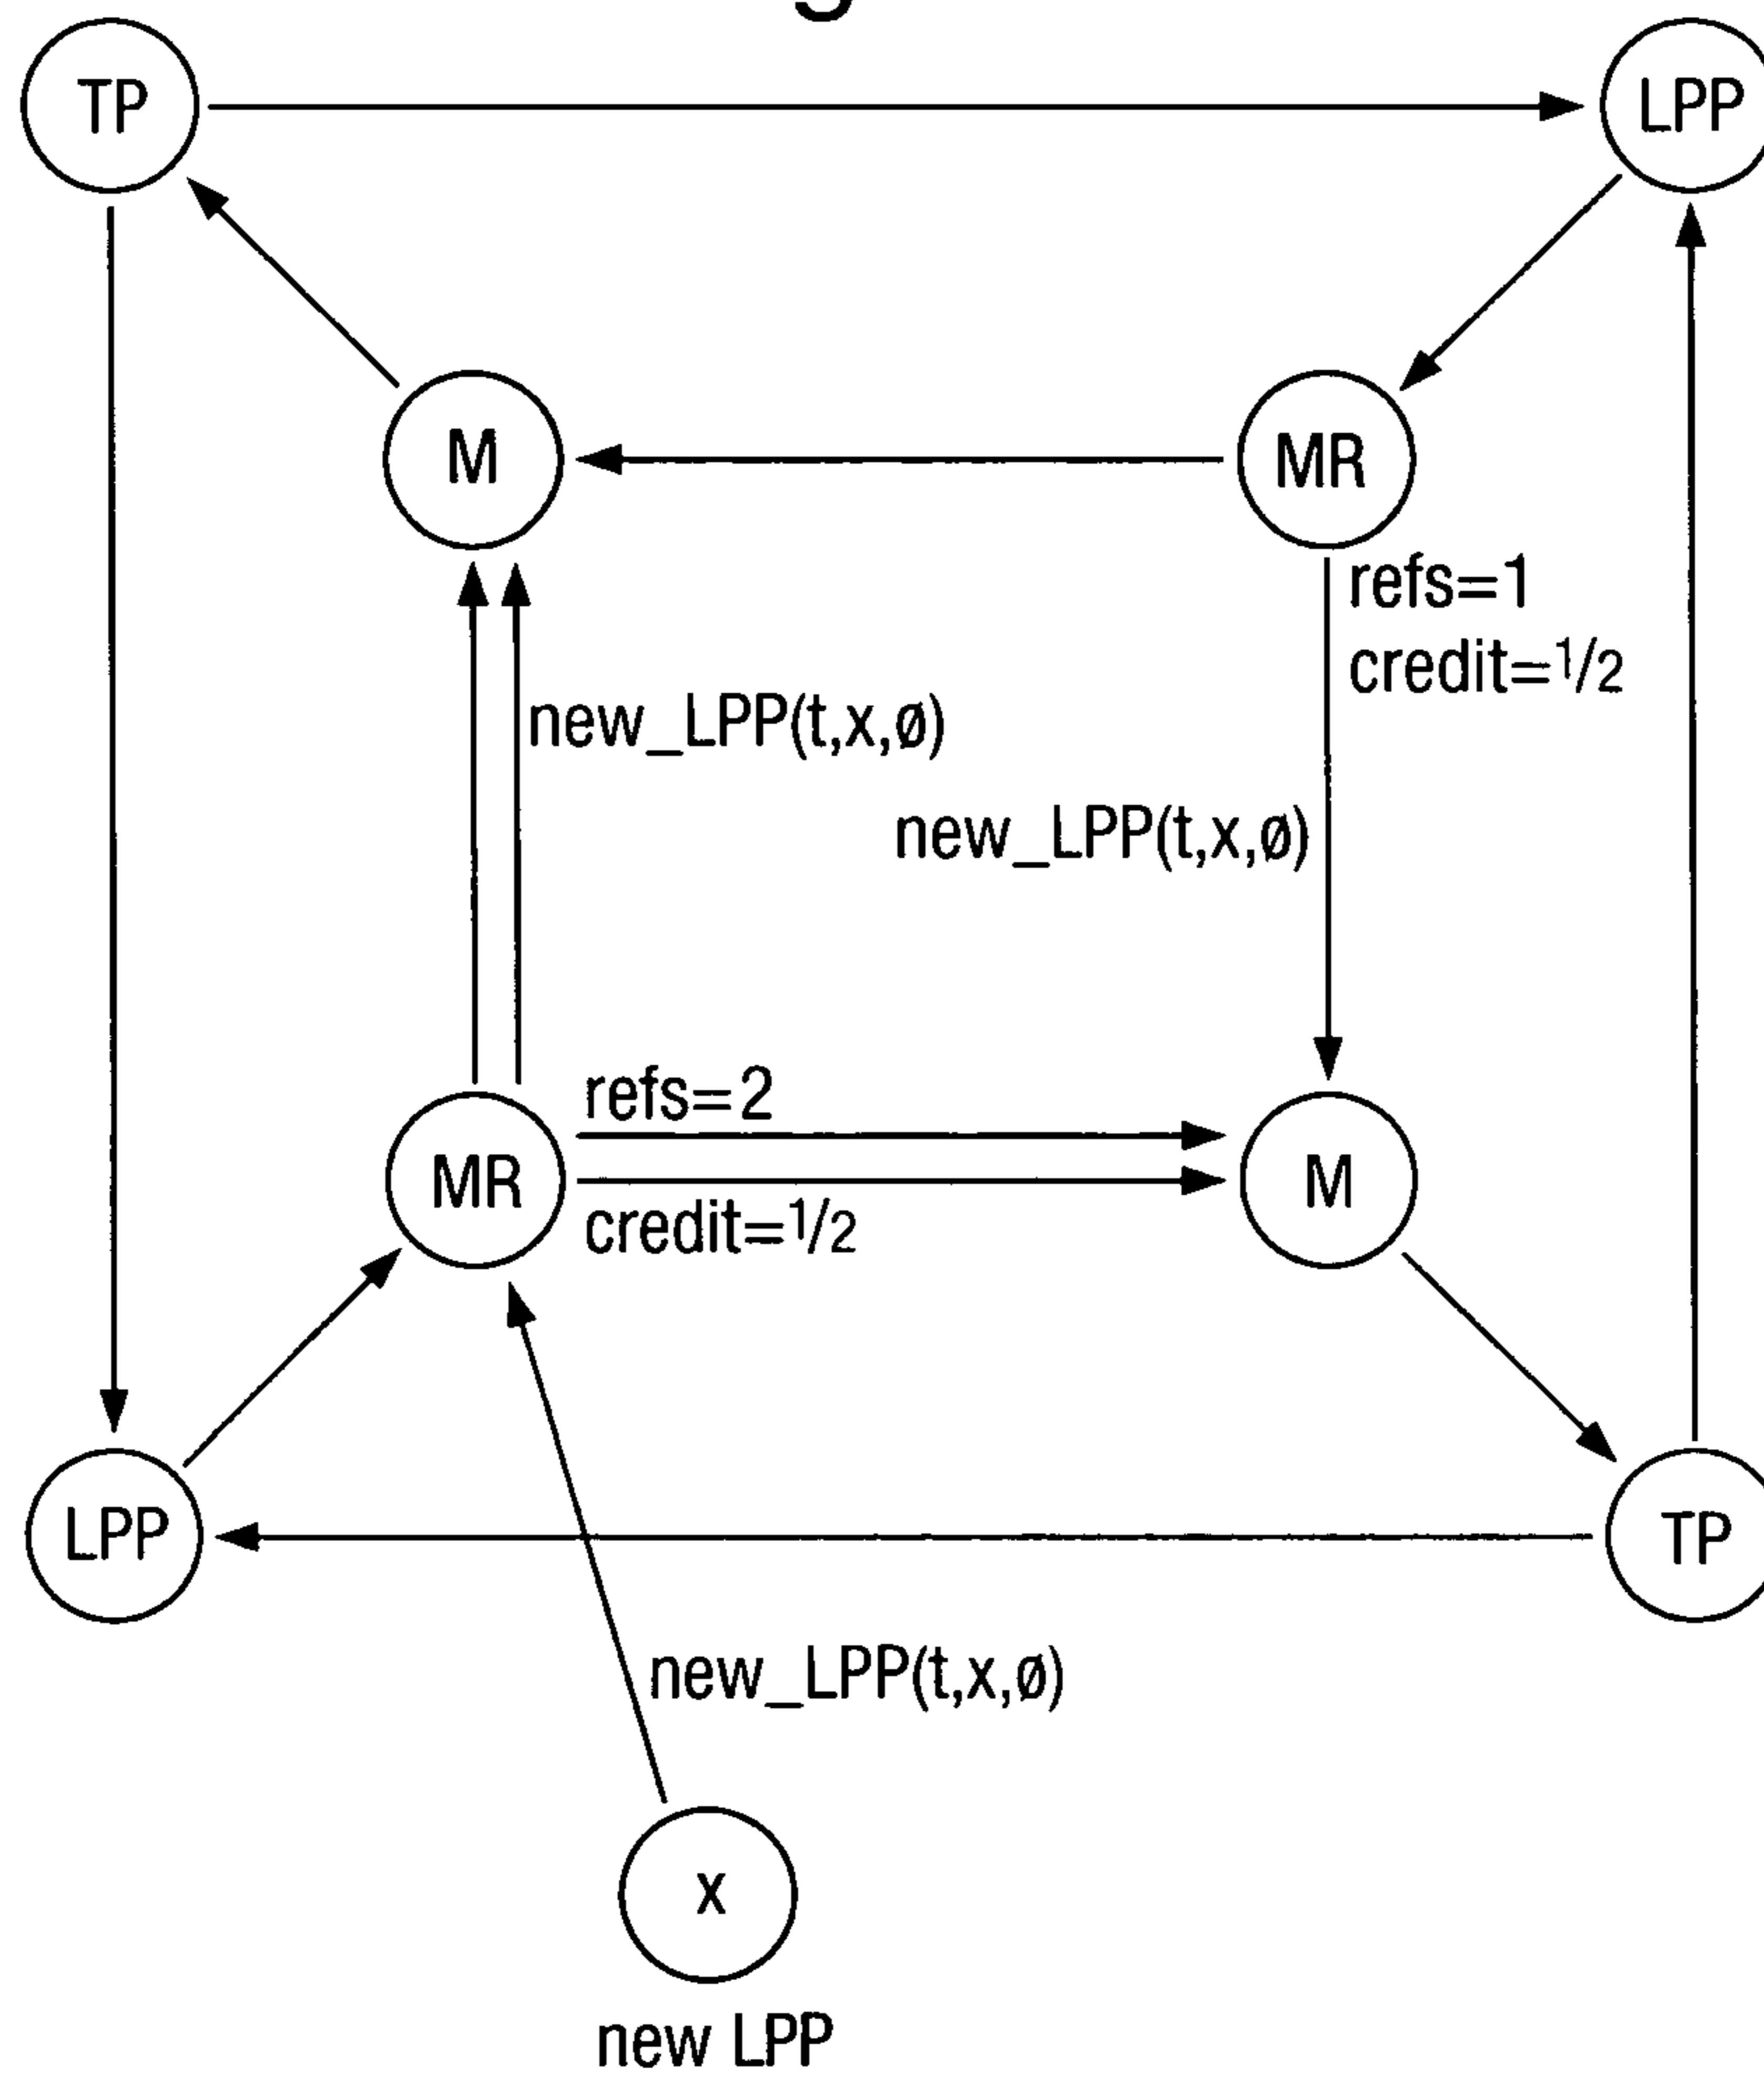 TP
LPP
M
MR
refs=1
credit=1/2
new_LPP(t,x,ø)
new_LPP(t,x,ø)
refs=2
MR
M
credit=1/2
LPP
TP
new_LPP(t,x,ø)
x
new LPP